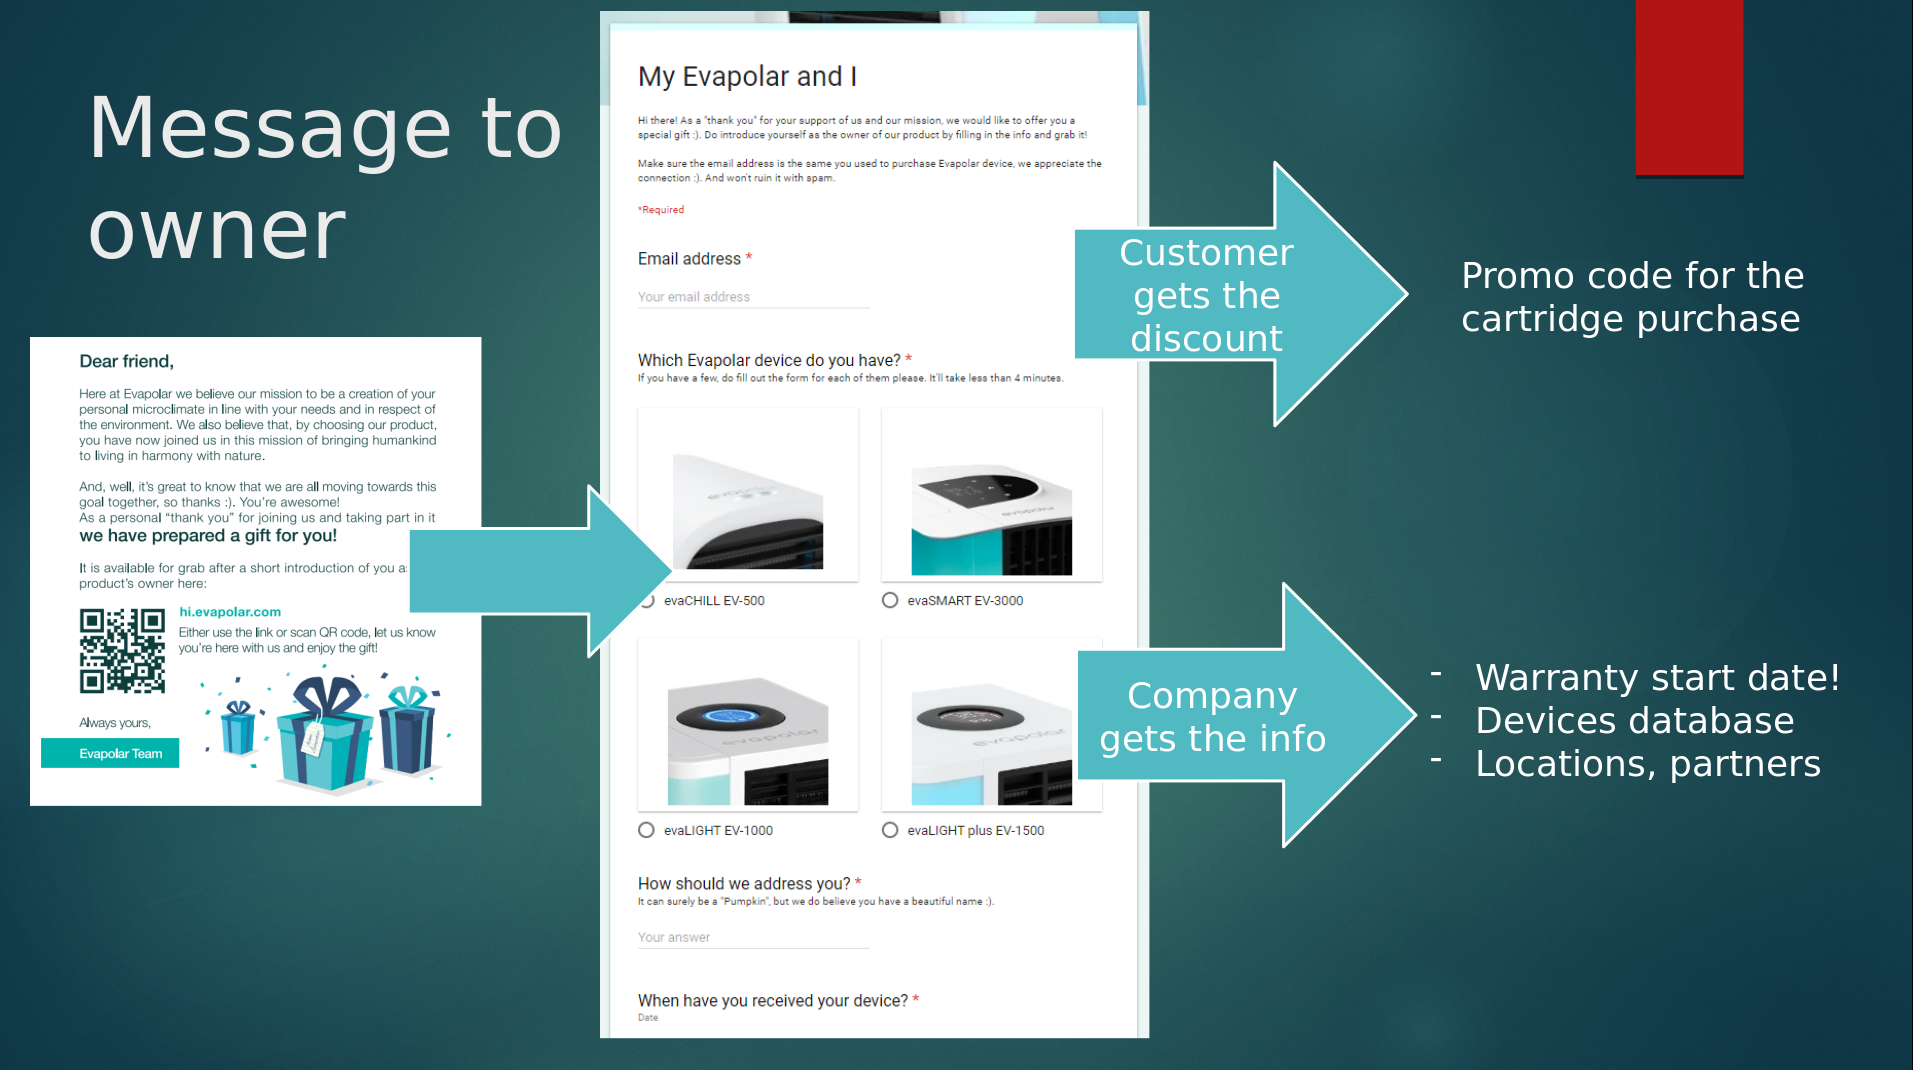 Message to
owner
Dear friend,
Here at Evapolar we believe our mission to be a creation of your
personal microclimate in line with your needs and in respect of
the environment. We also believe that, by choosing our product,
you have now joined us in this mission of bringing humankind
to living in harmony with nature.
And, well, it's great to know that we are all moving towards this
goal together, so thanks :). You're awesome!
As a personal "thank you" for joining us and taking part in it
we have prepared a gift for you!
It is available for grab after a short introduction of you
product's owner here:
hi.evapolar.com
Either use the link or scan QR code, let us know
you're here with us and enjoy the gift!
Always yours,
Evapolar Team
My Evapolar and I
Hi there! As a "thank you" for your support of us and our mission, we would like to offer you a
special gift :). Do introduce yourself as the owner of our product by filling in the info and grab it!
Make sure the email address is the same you used to purchase Evapolar device, we appreciate the
connection :). And won't ruin it with spam.
*Required
Email address *
Your email address
Which Evapolar device do you have? *
If you have a few, do fill out the form for each of them please. It'll take less than 4 minutes.
evapolar
evaCHILL EV-500
evapolar
evaSMART EV-3000
evapolar
evaLIGHT EV-1000
evapolar
evaLIGHT plus EV-1500
How should we address you? *
It can surely be a "Pumpkin", but we do believe you have a beautiful name :).
Your answer
When have you received your device? *
Date
Customer
gets the
discount
Promo code for the
cartridge purchase
Company
gets the info
- Warranty start date!
- Devices database
- Locations, partners